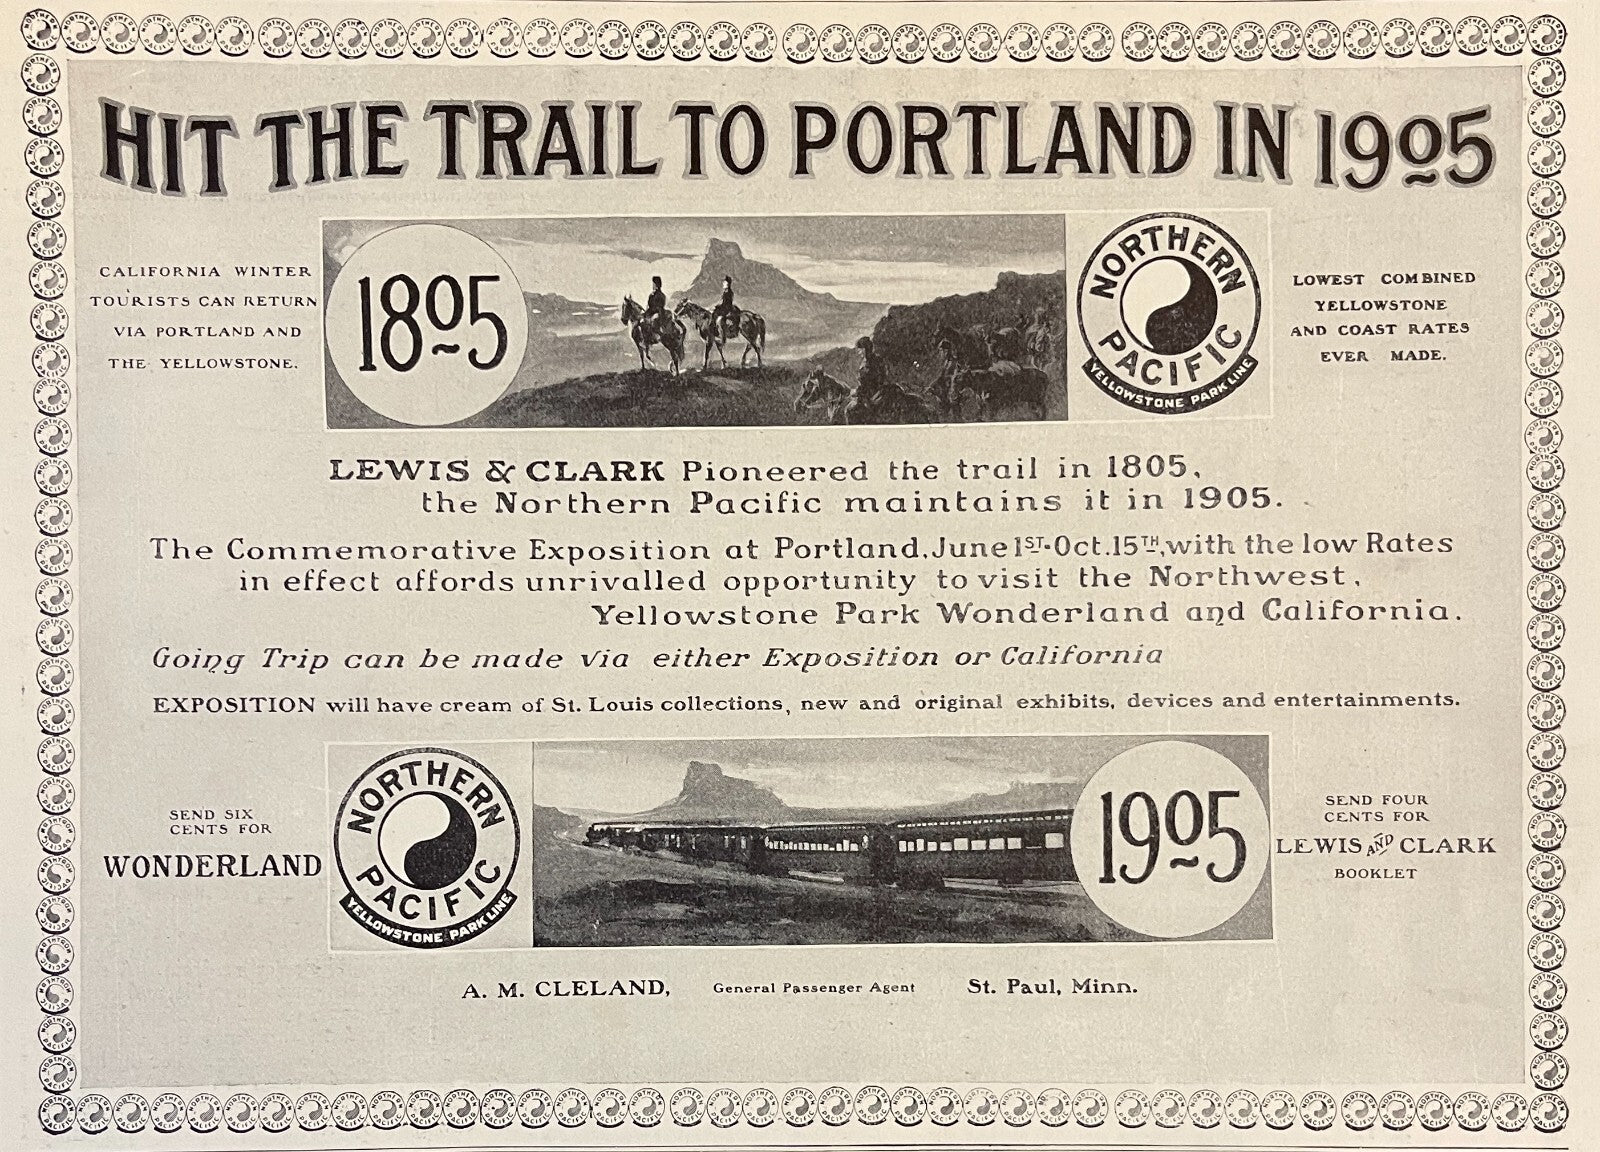 HIT THE TRAIL TO PORTLAND IN 1905
CALIFORNIA WINTER
TOURISTS CAN RETURN
VIA PORTLAND AND
THE YELLOWSTONE.
1805
NORTHERN
PACIFIC
YELLOWSTONE PARK LINE
LOWEST COMBINED
YELLOWSTONE
AND COAST RATES
EVER MADE.
LEWIS & CLARK Pioneered the trail in 1805,
the Northern Pacific maintains it in 1905.
The Commemorative Exposition at Portland, June 1ST-Oct. 15TH, with the low Rates
in effect affords unrivalled opportunity to visit the Northwest,
Yellowstone Park Wonderland and California.
Going Trip can be made via either Exposition or California
EXPOSITION will have cream of St. Louis collections, new and original exhibits, devices and entertainments.
SEND SIX
CENTS FOR
WONDERLAND
NORTHERN
PACIFIC
YELLOWSTONE PARK LINE
1905
SEND FOUR
CENTS FOR
LEWIS AND CLARK
BOOKLET
A. M. CLELAND, General Passenger Agent St. Paul, Minn.